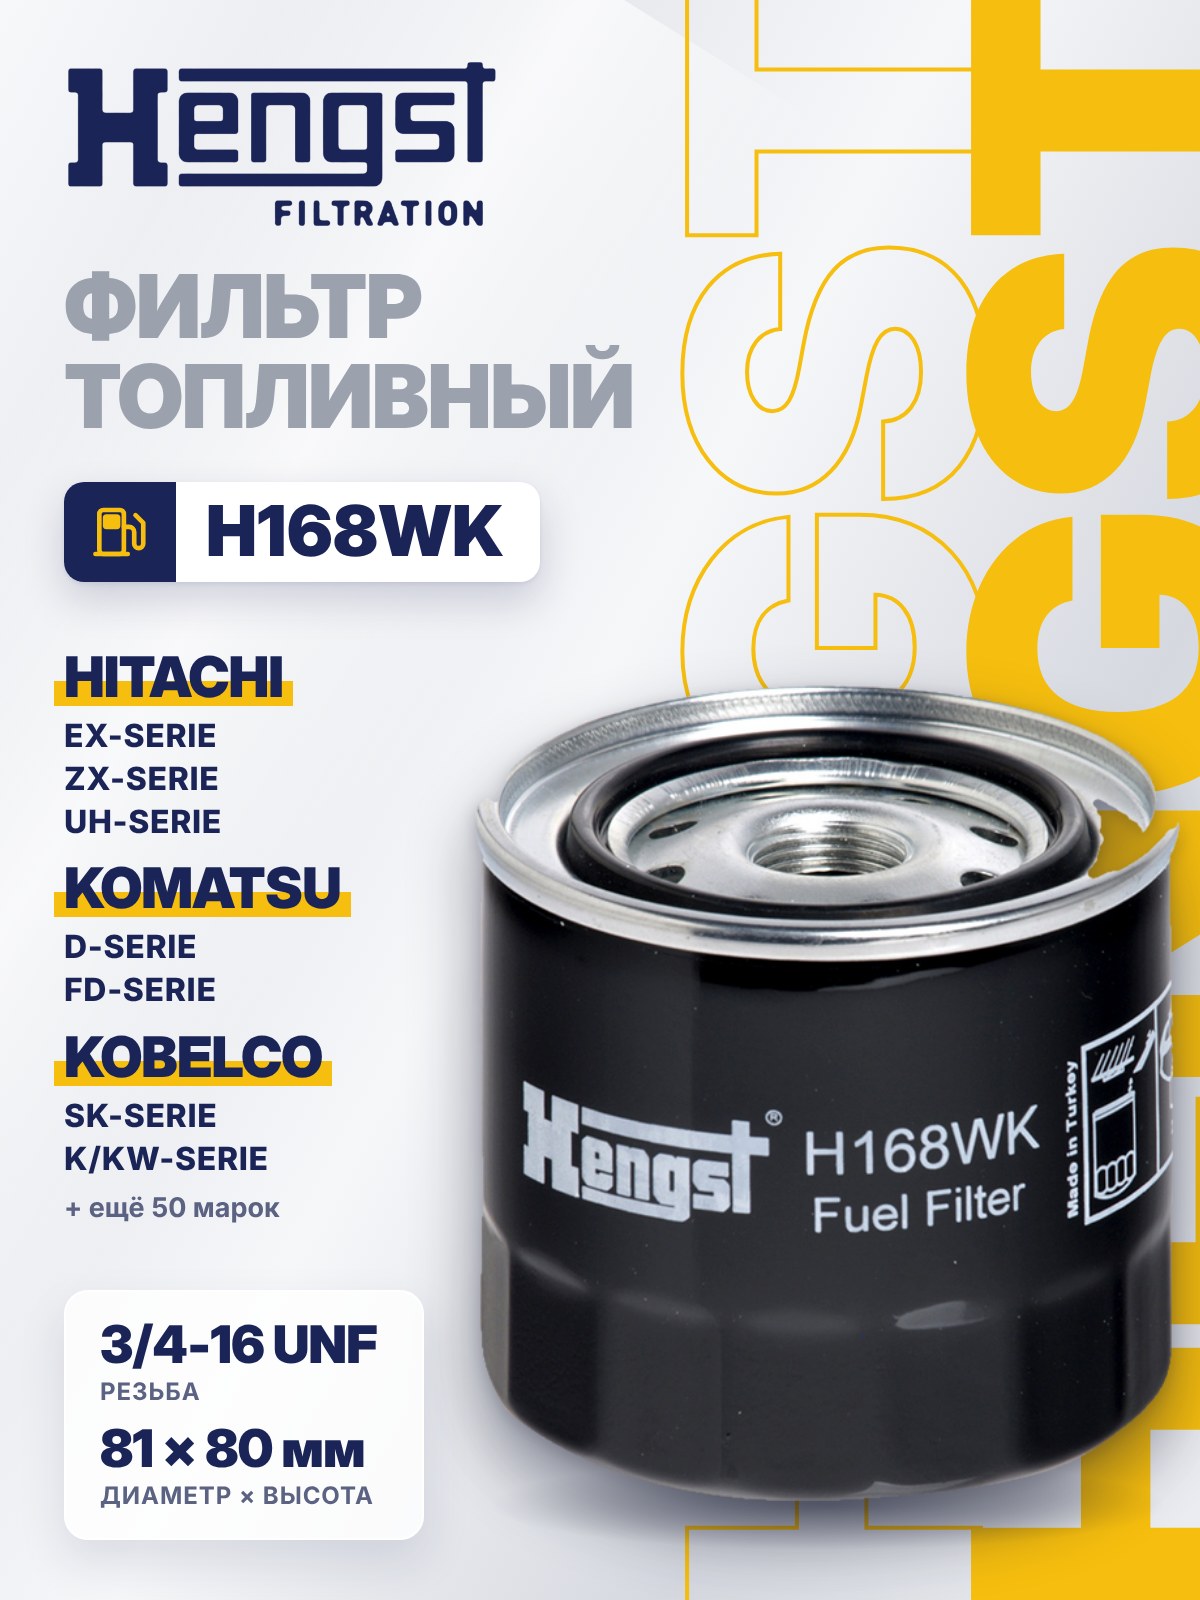 Hengst
FILTRATION
ФИЛЬТР
ТОПЛИВНЫЙ
H168WK
HITACHI
EX-SERIE
ZX-SERIE
UH-SERIE
KOMATSU
D-SERIE
FD-SERIE
KOBELCO
SK-SERIE
K/KW-SERIE
+ ещё 50 марок
3/4-16 UNF
РЕЗЬБА
81 × 80 мм
ДИАМЕТР × ВЫСОТА
Hengst®
H168WK
Fuel Filter
Made in Turkey
HENGST
HENGST